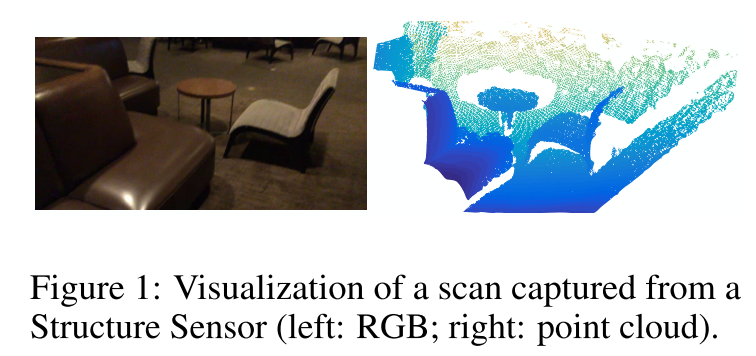 Figure 1: Visualization of a scan captured from a
Structure Sensor (left: RGB; right: point cloud).